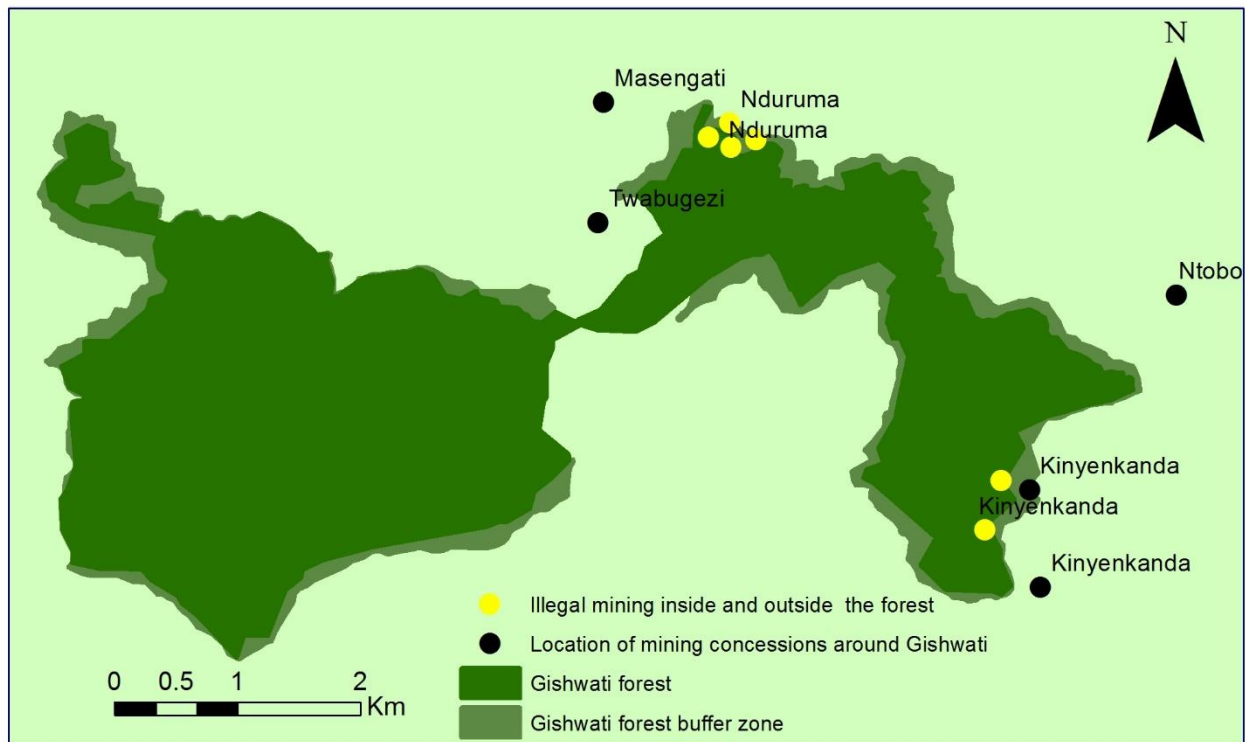 N
Masengati
Nduruma
Nduruma
Twabugezi
Ntobo
Kinyenkanda
Kinyenkanda
Kinyenkanda
Illegal mining inside and outside the forest
Location of mining concessions around Gishwati
Gishwati forest
Gishwati forest buffer zone
0 0.5 1 2
Km